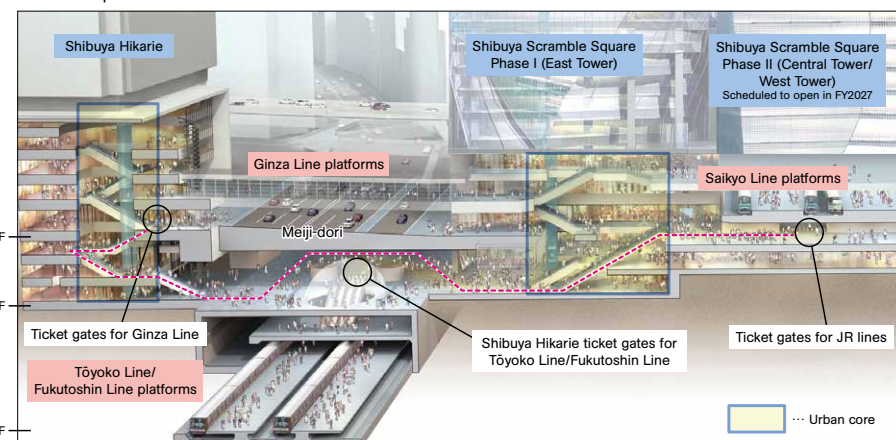 Shibuya Hikarie
Shibuya Scramble Square
Phase I (East Tower)
Shibuya Scramble Square
Phase II (Central Tower/
West Tower)
Scheduled to open in FY2027
Ginza Line platforms
Saikyo Line platforms
Meiji-dori
F
F
Ticket gates for Ginza Line
Shibuya Hikarie ticket gates for
Tōyoko Line/Fukutoshin Line
Ticket gates for JR lines
Tōyoko Line/
Fukutoshin Line platforms
··· Urban core
F